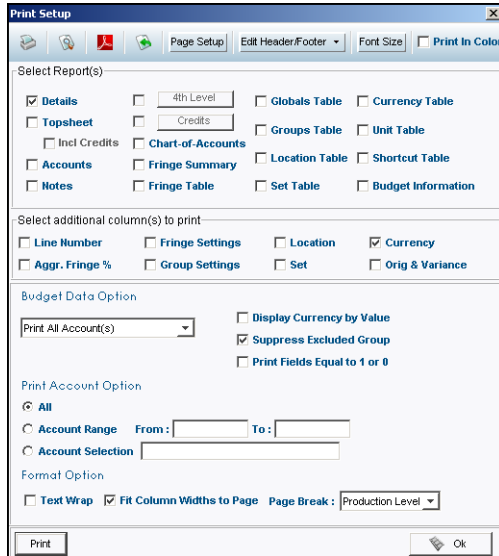 Print Setup
Page Setup Edit Header/Footer Font Size Print In Color
Select Report(s)
Details 4th Level Globals Table Currency Table
Topsheet Credits Groups Table Unit Table
Incl Credits Chart-of-Accounts Location Table Shortcut Table
Accounts Fringe Summary
Notes Fringe Table Set Table Budget Information
Select additional column(s) to print
Line Number Fringe Settings Location Currency
Aggr. Fringe % Group Settings Set Orig & Variance
Budget Data Option
Display Currency by Value
Print All Account(s)
Suppress Excluded Group
Print Fields Equal to 1 or 0
Print Account Option
All
Account Range From : To :
Account Selection
Format Option
Text Wrap Fit Column Widths to Page Page Break : Production Level
Print Ok